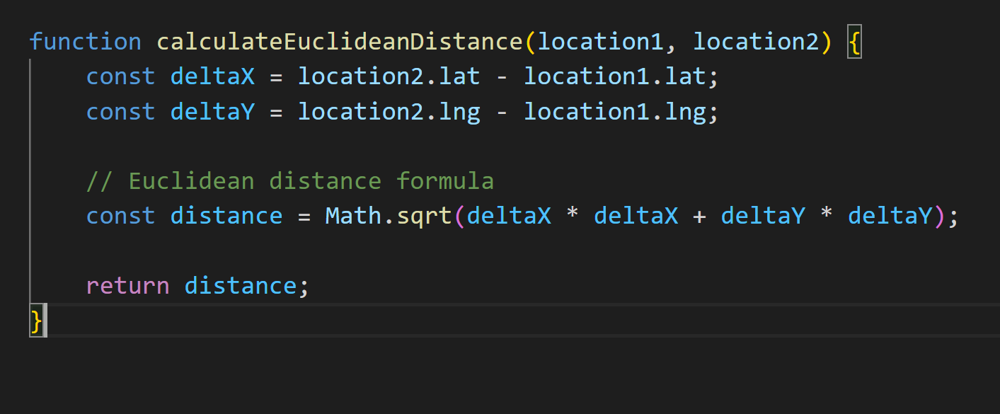 function calculateEuclideanDistance(location1, location2) {
    const deltaX = location2.lat - location1.lat;
    const deltaY = location2.lng - location1.lng;

    // Euclidean distance formula
    const distance = Math.sqrt(deltaX * deltaX + deltaY * deltaY);

    return distance;
}